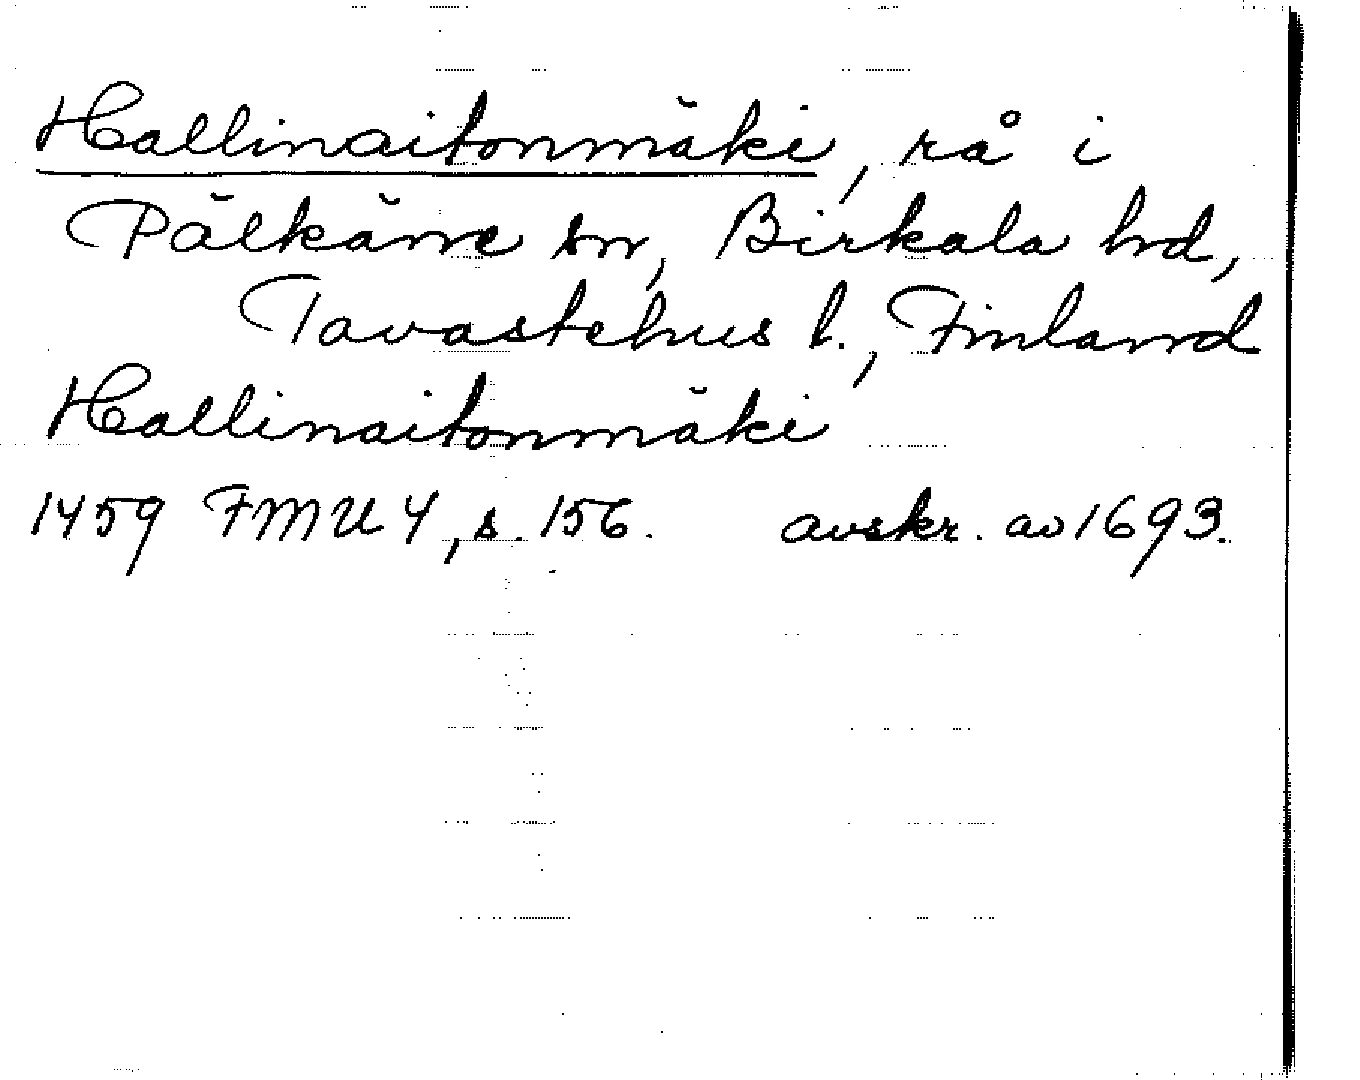 Hallinaitonmäki, rå i
Pälkäne sn, Birkala hd,
Tavastehus l., Finland
Hallinaitonmäki
1459 FMU 4, s. 156. avskr. av 1693.